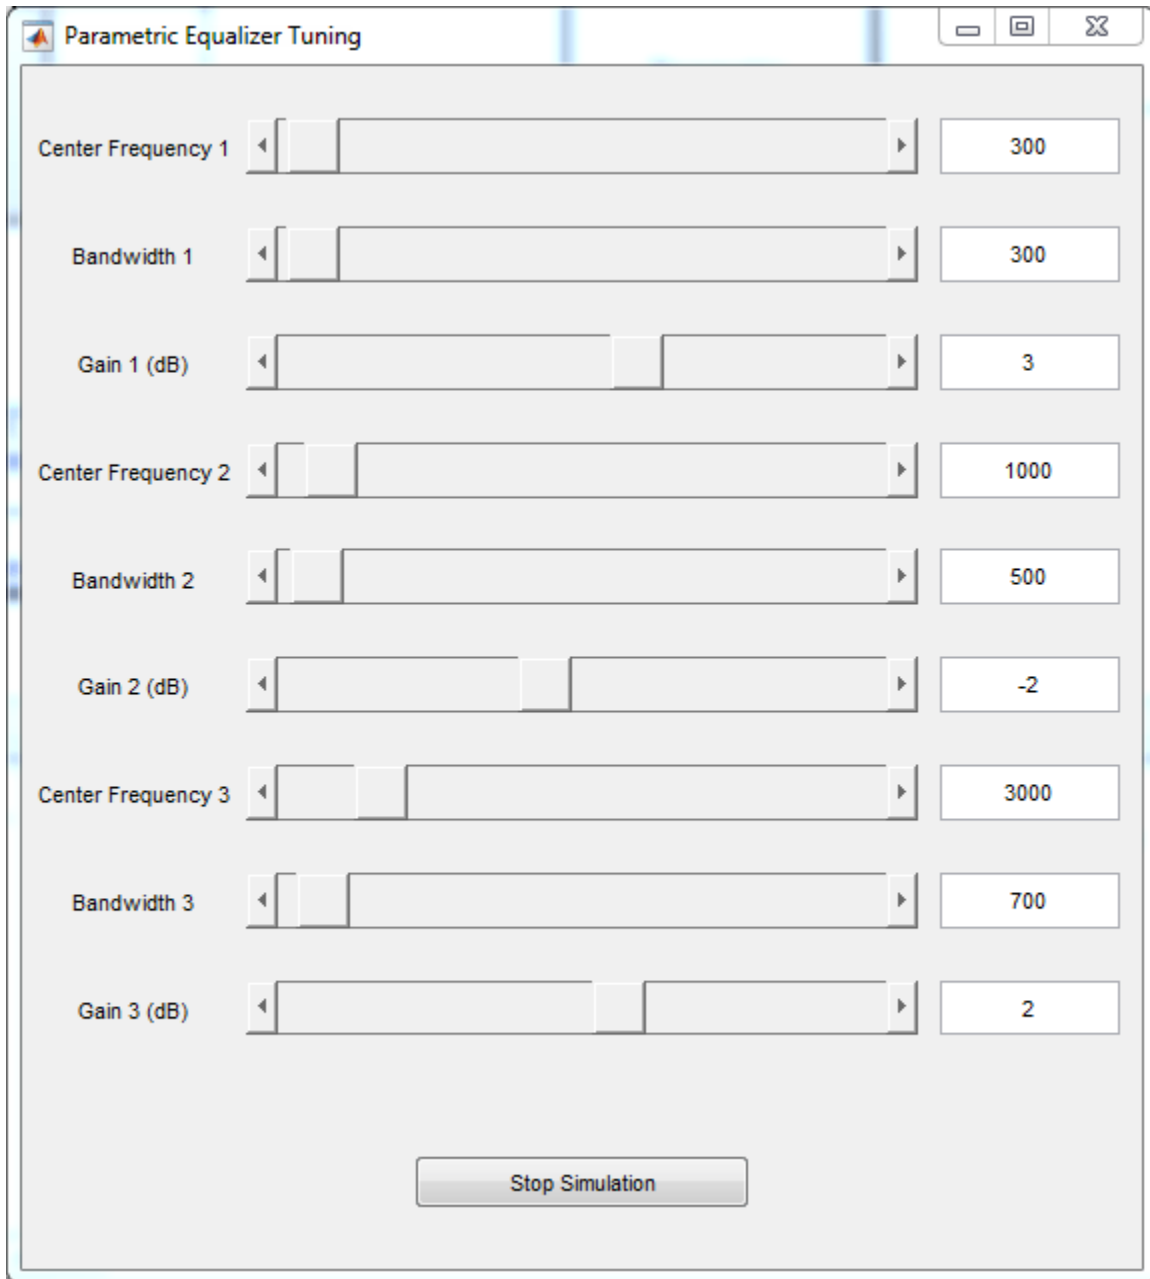 Parametric Equalizer Tuning
Center Frequency 1 300
Bandwidth 1 300
Gain 1 (dB) 3
Center Frequency 2 1000
Bandwidth 2 500
Gain 2 (dB) -2
Center Frequency 3 3000
Bandwidth 3 700
Gain 3 (dB) 2
Stop Simulation